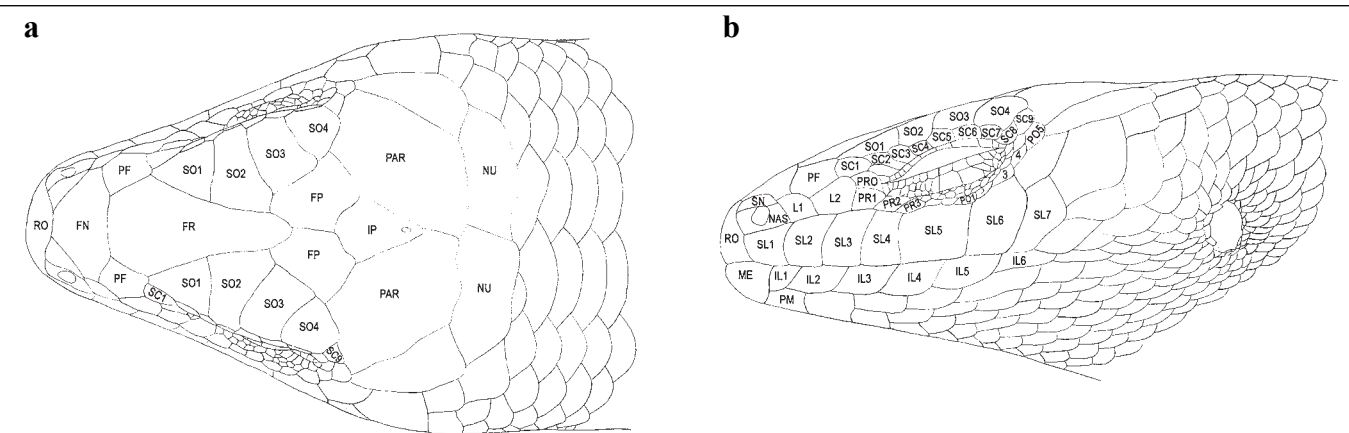 a
SO4
PF
SO1
SO2
SO3
PAR
NU
FP
RO
FN
FR
IP
FP
PF
SC1
SO1
SO2
SO3
SO4
SC9
PAR
NU
b
SO4
SO3
SC9
SO2
SC7
SC8
PO5
SC6
SC5
SO1
SC4
SC3
SC2
SC1
4
PF
PRO
3
SN
L1
L2
PR1
PR2
PR3
PO1
NAS
RO
SL1
SL2
SL3
SL4
SL5
SL6
SL7
ME
IL1
IL2
IL3
IL4
IL5
IL6
PM